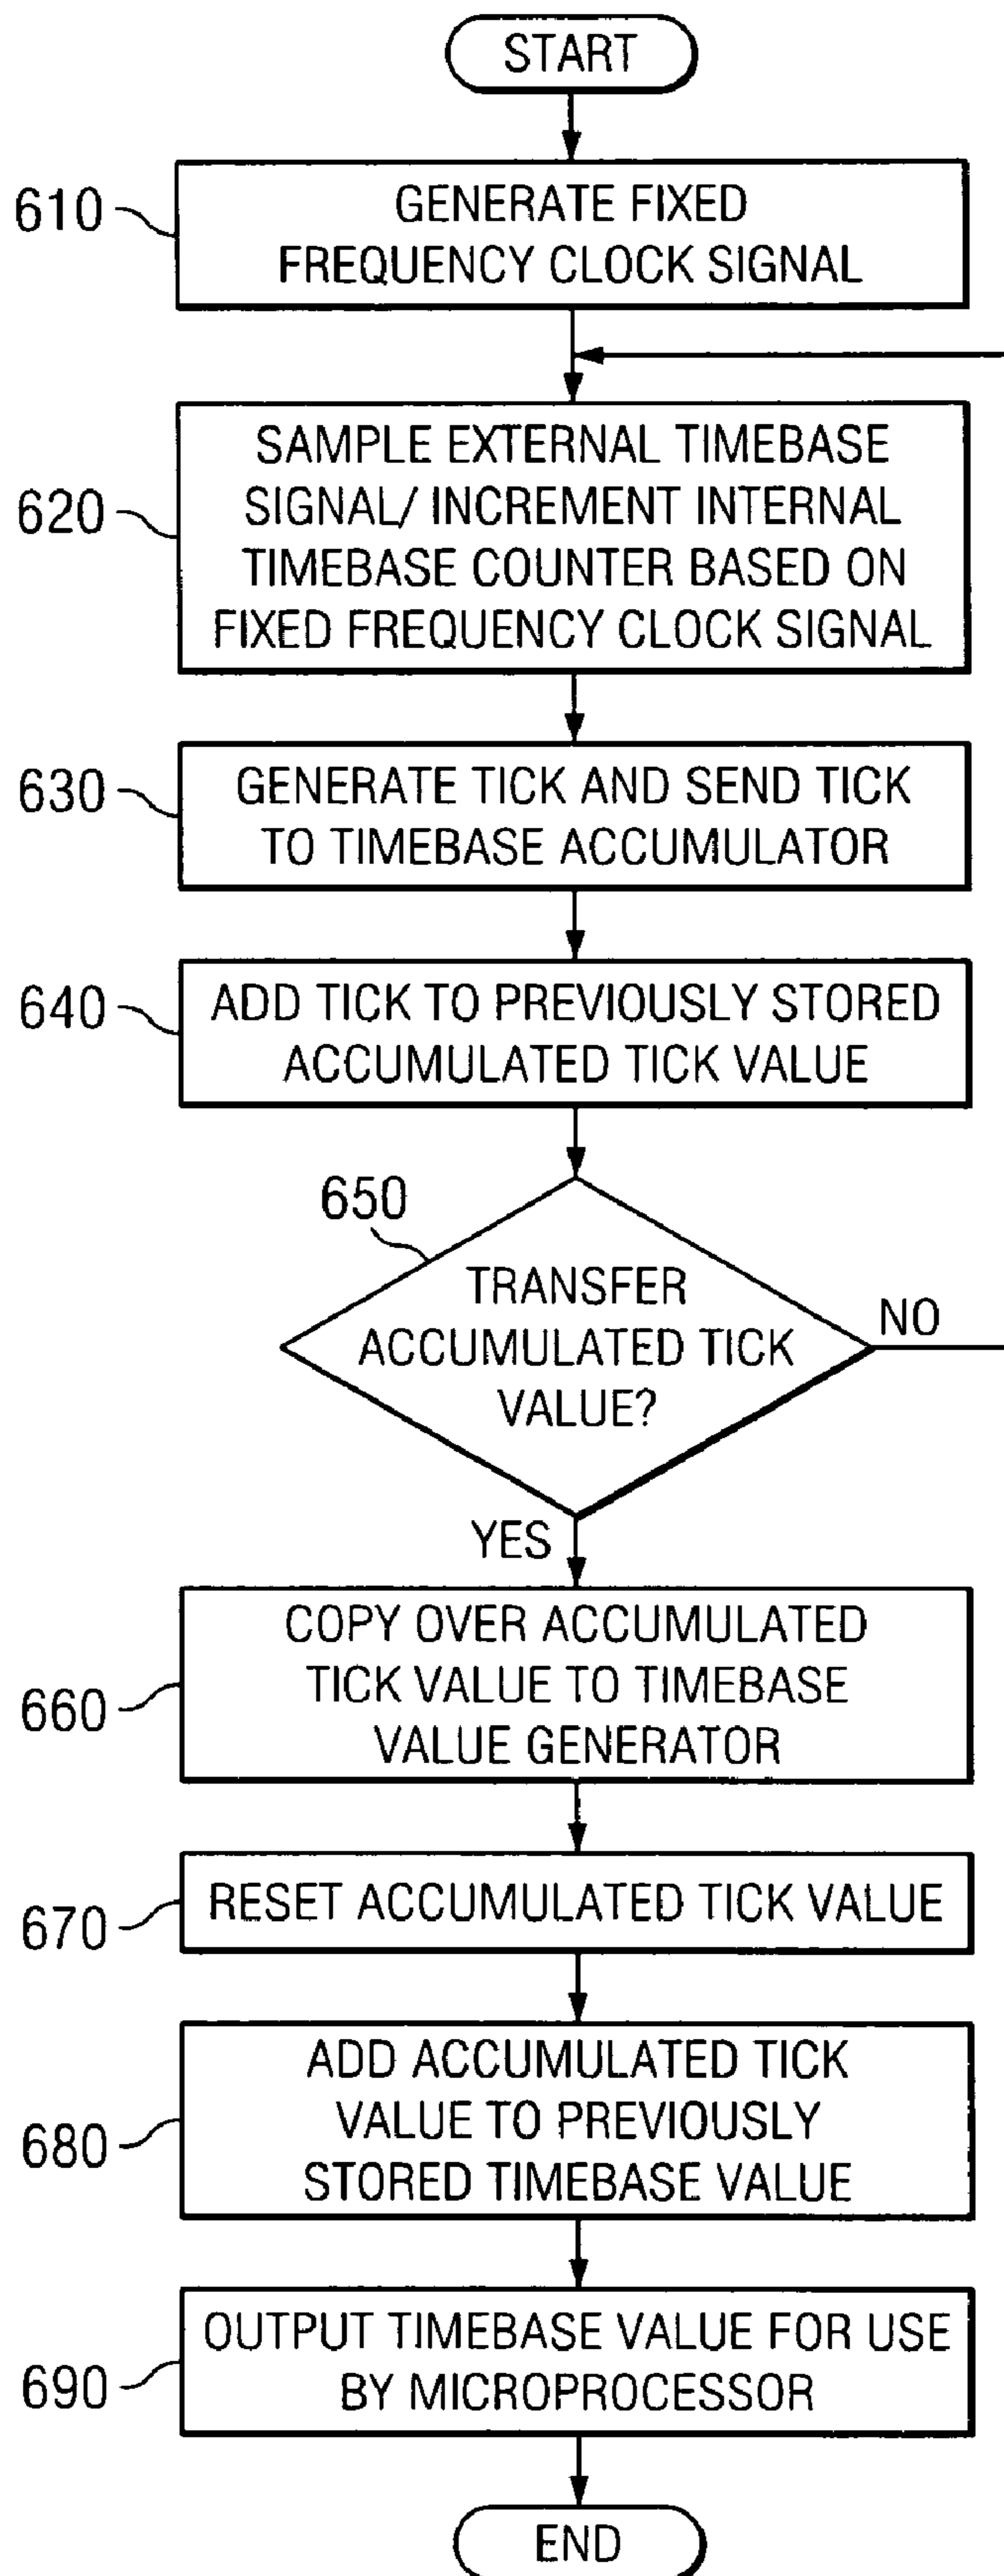 START
610
GENERATE FIXED
FREQUENCY CLOCK SIGNAL
620
SAMPLE EXTERNAL TIMEBASE
SIGNAL/ INCREMENT INTERNAL
TIMEBASE COUNTER BASED ON
FIXED FREQUENCY CLOCK SIGNAL
630
GENERATE TICK AND SEND TICK
TO TIMEBASE ACCUMULATOR
640
ADD TICK TO PREVIOUSLY STORED
ACCUMULATED TICK VALUE
650
TRANSFER
ACCUMULATED TICK
VALUE?
NO
YES
660
COPY OVER ACCUMULATED
TICK VALUE TO TIMEBASE
VALUE GENERATOR
670
RESET ACCUMULATED TICK VALUE
680
ADD ACCUMULATED TICK
VALUE TO PREVIOUSLY
STORED TIMEBASE VALUE
690
OUTPUT TIMEBASE VALUE FOR USE
BY MICROPROCESSOR
END